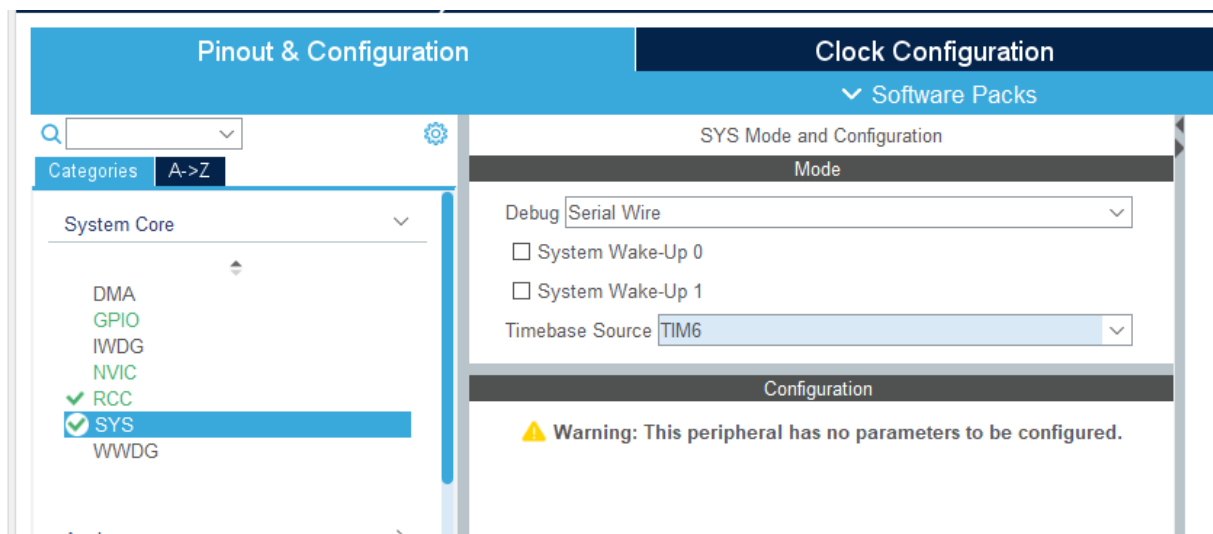 Pinout & Configuration
Clock Configuration
Software Packs
Categories
A->Z
System Core
DMA
GPIO
IWDG
NVIC
RCC
SYS
WWDG
SYS Mode and Configuration
Mode
Debug Serial Wire
System Wake-Up 0
System Wake-Up 1
Timebase Source TIM6
Configuration
Warning: This peripheral has no parameters to be configured.